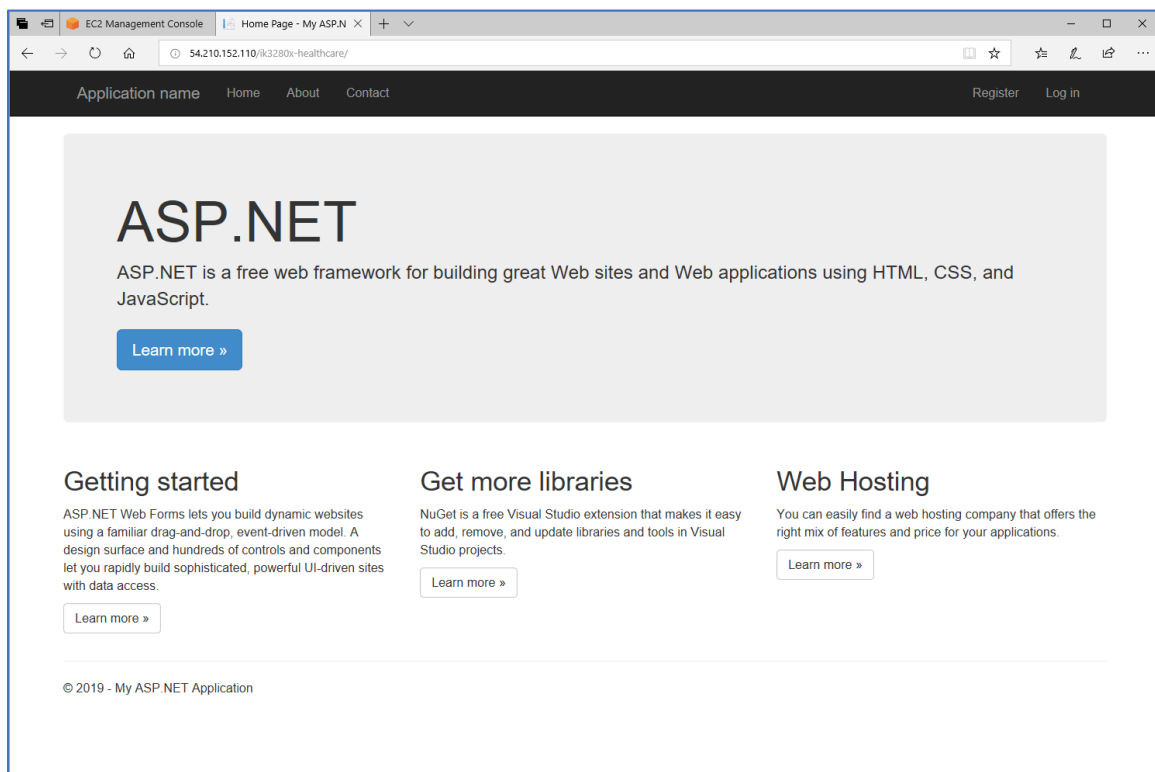 EC2 Management Console
Home Page - My ASP.N
54.210.152.110/ik3280x-healthcare/
Application name Home About Contact Register Log in
ASP.NET
ASP.NET is a free web framework for building great Web sites and Web applications using HTML, CSS, and
JavaScript.
Learn more »
Getting started
ASP.NET Web Forms lets you build dynamic websites
using a familiar drag-and-drop, event-driven model. A
design surface and hundreds of controls and components
let you rapidly build sophisticated, powerful UI-driven sites
with data access.
Learn more »
Get more libraries
NuGet is a free Visual Studio extension that makes it easy
to add, remove, and update libraries and tools in Visual
Studio projects.
Learn more »
Web Hosting
You can easily find a web hosting company that offers the
right mix of features and price for your applications.
Learn more »
© 2019 - My ASP.NET Application